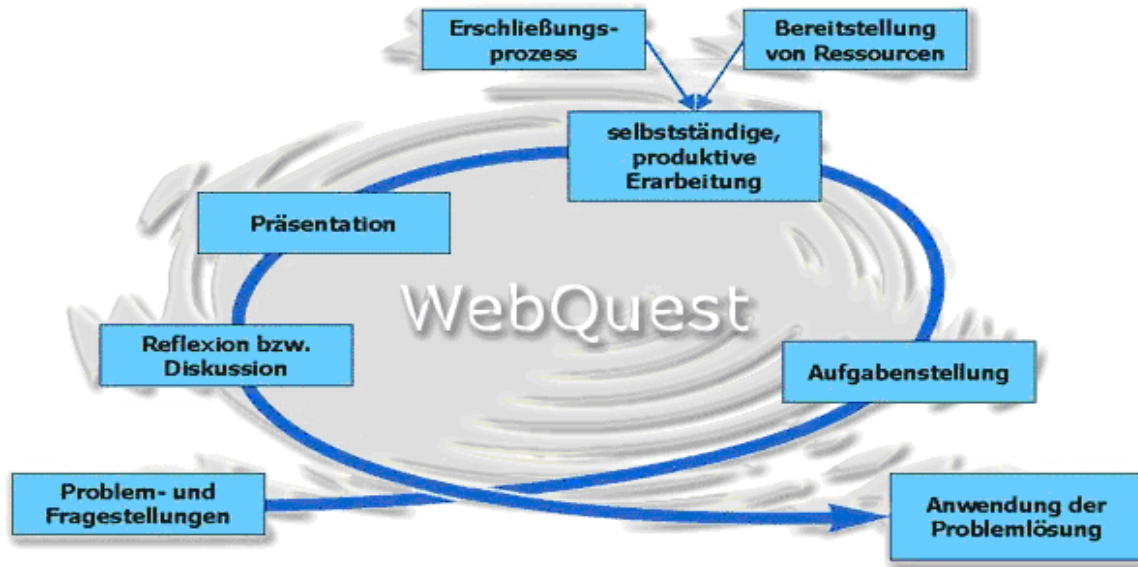 Erschließungs-
prozess
Bereitstellung
von Ressourcen
selbstständige,
produktive
Erarbeitung
Präsentation
WebQuest
Reflexion bzw.
Diskussion
Aufgabenstellung
Problem- und
Fragestellungen
Anwendung der
Problemlösung